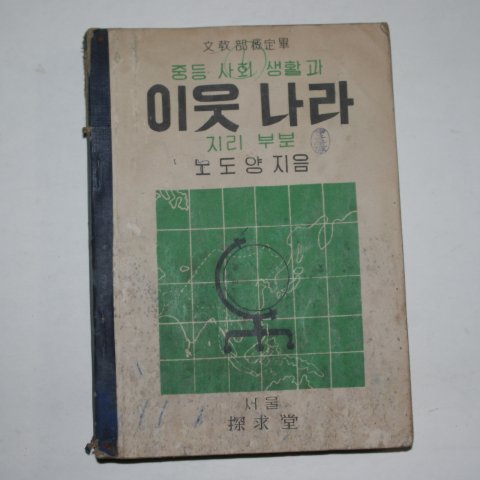 文敎部檢定畢
중등 사회 생활과
이웃 나라
지리 부분
노 도 양 지음
서울
探求堂